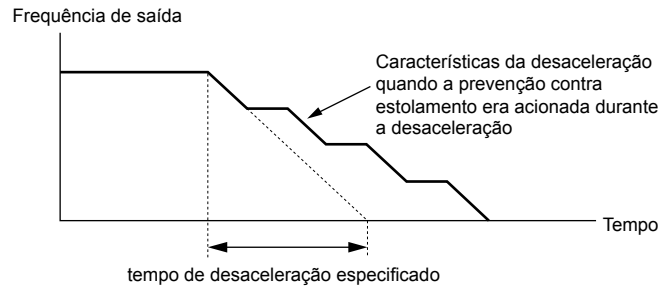 Frequência de saída
Características da desaceleração
quando a prevenção contra
estolamento era acionada durante
a desaceleração
Tempo
tempo de desaceleração especificado